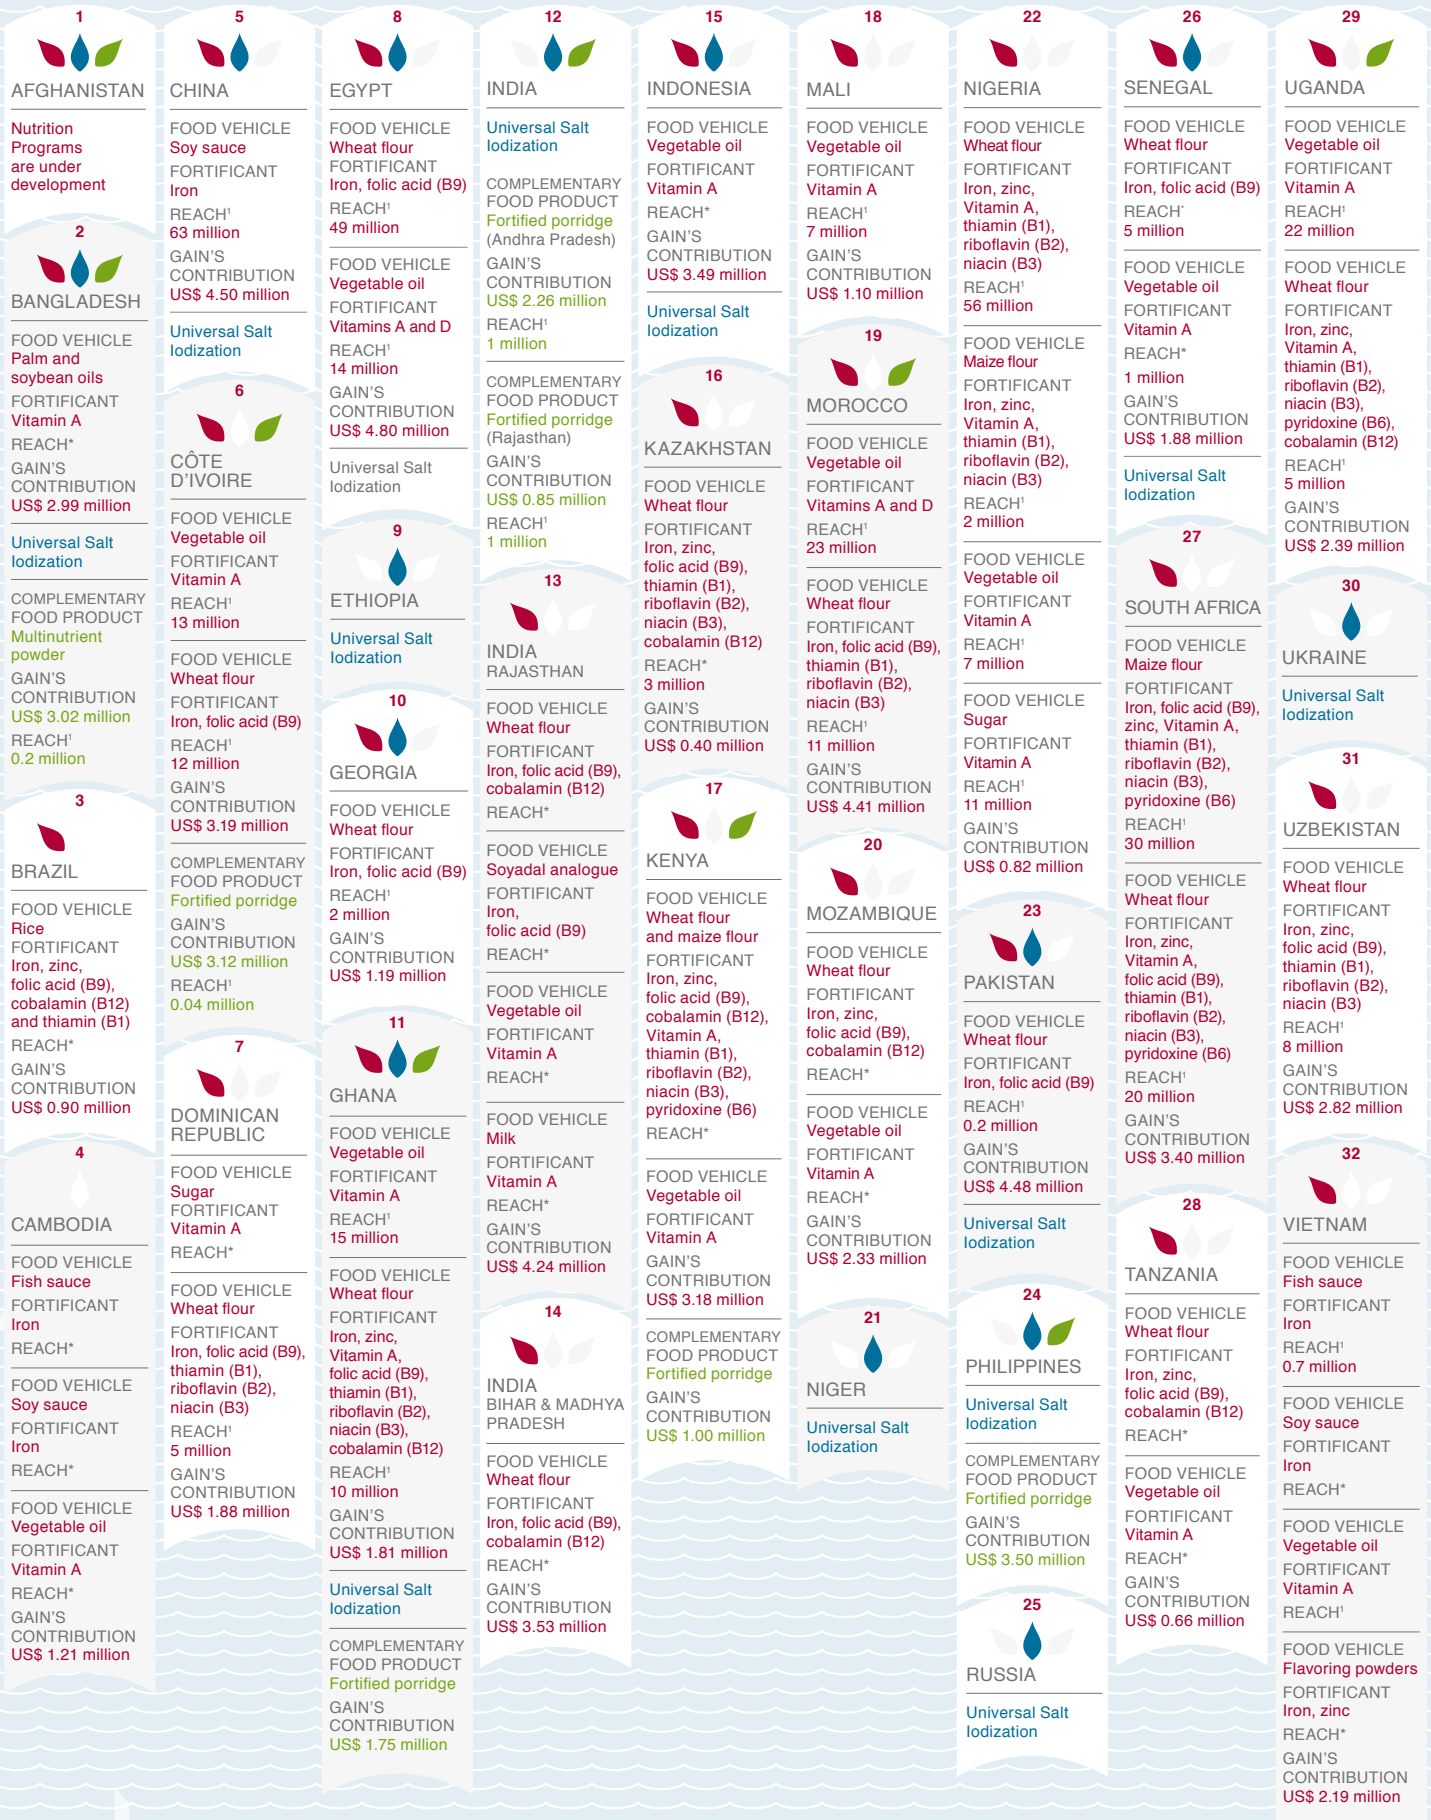 1
AFGHANISTAN
Nutrition
Programs
are under
development
2
BANGLADESH
FOOD VEHICLE
Palm and
soybean oils
FORTIFICANT
Vitamin A
REACH*
GAIN'S
CONTRIBUTION
US$ 2.99 million
Universal Salt
Iodization
COMPLEMENTARY
FOOD PRODUCT
Multinutrient
powder
GAIN'S
CONTRIBUTION
US$ 3.02 million
REACH¹
0.2 million
3
BRAZIL
FOOD VEHICLE
Rice
FORTIFICANT
Iron, zinc,
folic acid (B9),
cobalamin (B12)
and thiamin (B1)
REACH*
GAIN'S
CONTRIBUTION
US$ 0.90 million
4
CAMBODIA
FOOD VEHICLE
Fish sauce
FORTIFICANT
Iron
REACH*
FOOD VEHICLE
Soy sauce
FORTIFICANT
Iron
REACH*
FOOD VEHICLE
Vegetable oil
FORTIFICANT
Vitamin A
REACH*
GAIN'S
CONTRIBUTION
US$ 1.21 million
5
CHINA
FOOD VEHICLE
Soy sauce
FORTIFICANT
Iron
REACH¹
63 million
GAIN'S
CONTRIBUTION
US$ 4.50 million
Universal Salt
Iodization
6
CÔTE
D'IVOIRE
FOOD VEHICLE
Vegetable oil
FORTIFICANT
Vitamin A
REACH¹
13 million
FOOD VEHICLE
Wheat flour
FORTIFICANT
Iron, folic acid (B9)
REACH¹
12 million
GAIN'S
CONTRIBUTION
US$ 3.19 million
COMPLEMENTARY
FOOD PRODUCT
Fortified porridge
GAIN'S
CONTRIBUTION
US$ 3.12 million
REACH¹
0.04 million
7
DOMINICAN
REPUBLIC
FOOD VEHICLE
Sugar
FORTIFICANT
Vitamin A
REACH*
FOOD VEHICLE
Wheat flour
FORTIFICANT
Iron, folic acid (B9),
thiamin (B1),
riboflavin (B2),
niacin (B3)
REACH¹
5 million
GAIN'S
CONTRIBUTION
US$ 1.88 million
8
EGYPT
FOOD VEHICLE
Wheat flour
FORTIFICANT
Iron, folic acid (B9)
REACH¹
49 million
FOOD VEHICLE
Vegetable oil
FORTIFICANT
Vitamins A and D
REACH¹
14 million
GAIN'S
CONTRIBUTION
US$ 4.80 million
Universal Salt
Iodization
9
ETHIOPIA
Universal Salt
Iodization
10
GEORGIA
FOOD VEHICLE
Wheat flour
FORTIFICANT
Iron, folic acid (B9)
REACH¹
2 million
GAIN'S
CONTRIBUTION
US$ 1.19 million
11
GHANA
FOOD VEHICLE
Vegetable oil
FORTIFICANT
Vitamin A
REACH¹
15 million
FOOD VEHICLE
Wheat flour
FORTIFICANT
Iron, zinc,
Vitamin A,
folic acid (B9),
thiamin (B1),
riboflavin (B2),
niacin (B3),
cobalamin (B12)
REACH¹
10 million
GAIN'S
CONTRIBUTION
US$ 1.81 million
Universal Salt
Iodization
COMPLEMENTARY
FOOD PRODUCT
Fortified porridge
GAIN'S
CONTRIBUTION
US$ 1.75 million
12
INDIA
Universal Salt
Iodization
COMPLEMENTARY
FOOD PRODUCT
Fortified porridge
(Andhra Pradesh)
GAIN'S
CONTRIBUTION
US$ 2.26 million
REACH¹
1 million
COMPLEMENTARY
FOOD PRODUCT
Fortified porridge
(Rajasthan)
GAIN'S
CONTRIBUTION
US$ 0.85 million
REACH¹
1 million
13
INDIA
RAJASTHAN
FOOD VEHICLE
Wheat flour
FORTIFICANT
Iron, folic acid (B9),
cobalamin (B12)
REACH*
FOOD VEHICLE
Soyadal analogue
FORTIFICANT
Iron,
folic acid (B9)
REACH*
FOOD VEHICLE
Vegetable oil
FORTIFICANT
Vitamin A
REACH*
FOOD VEHICLE
Milk
FORTIFICANT
Vitamin A
REACH*
GAIN'S
CONTRIBUTION
US$ 4.24 million
14
INDIA
BIHAR & MADHYA
PRADESH
FOOD VEHICLE
Wheat flour
FORTIFICANT
Iron, folic acid (B9),
cobalamin (B12)
REACH*
GAIN'S
CONTRIBUTION
US$ 3.53 million
15
INDONESIA
FOOD VEHICLE
Vegetable oil
FORTIFICANT
Vitamin A
REACH*
GAIN'S
CONTRIBUTION
US$ 3.49 million
Universal Salt
Iodization
16
KAZAKHSTAN
FOOD VEHICLE
Wheat flour
FORTIFICANT
Iron, zinc,
folic acid (B9),
thiamin (B1),
riboflavin (B2),
niacin (B3),
cobalamin (B12)
REACH*
3 million
GAIN'S
CONTRIBUTION
US$ 0.40 million
17
KENYA
FOOD VEHICLE
Wheat flour
and maize flour
FORTIFICANT
Iron, zinc,
folic acid (B9),
cobalamin (B12),
Vitamin A,
thiamin (B1),
riboflavin (B2),
niacin (B3),
pyridoxine (B6)
REACH*
FOOD VEHICLE
Vegetable oil
FORTIFICANT
Vitamin A
GAIN'S
CONTRIBUTION
US$ 3.18 million
COMPLEMENTARY
FOOD PRODUCT
Fortified porridge
GAIN'S
CONTRIBUTION
US$ 1.00 million
18
MALI
FOOD VEHICLE
Vegetable oil
FORTIFICANT
Vitamin A
REACH¹
7 million
GAIN'S
CONTRIBUTION
US$ 1.10 million
19
MOROCCO
FOOD VEHICLE
Vegetable oil
FORTIFICANT
Vitamins A and D
REACH¹
23 million
FOOD VEHICLE
Wheat flour
FORTIFICANT
Iron, folic acid (B9),
thiamin (B1),
riboflavin (B2),
niacin (B3)
REACH¹
11 million
GAIN'S
CONTRIBUTION
US$ 4.41 million
20
MOZAMBIQUE
FOOD VEHICLE
Wheat flour
FORTIFICANT
Iron, zinc,
folic acid (B9),
cobalamin (B12)
REACH*
FOOD VEHICLE
Vegetable oil
FORTIFICANT
Vitamin A
REACH*
GAIN'S
CONTRIBUTION
US$ 2.33 million
21
NIGER
Universal Salt
Iodization
22
NIGERIA
FOOD VEHICLE
Wheat flour
FORTIFICANT
Iron, zinc,
Vitamin A,
thiamin (B1),
riboflavin (B2),
niacin (B3)
REACH¹
56 million
FOOD VEHICLE
Maize flour
FORTIFICANT
Iron, zinc,
Vitamin A,
thiamin (B1),
riboflavin (B2),
niacin (B3)
REACH¹
2 million
FOOD VEHICLE
Vegetable oil
FORTIFICANT
Vitamin A
REACH¹
7 million
FOOD VEHICLE
Sugar
FORTIFICANT
Vitamin A
REACH¹
11 million
GAIN'S
CONTRIBUTION
US$ 0.82 million
23
PAKISTAN
FOOD VEHICLE
Wheat flour
FORTIFICANT
Iron, folic acid (B9)
REACH¹
0.2 million
GAIN'S
CONTRIBUTION
US$ 4.48 million
Universal Salt
Iodization
24
PHILIPPINES
Universal Salt
Iodization
COMPLEMENTARY
FOOD PRODUCT
Fortified porridge
GAIN'S
CONTRIBUTION
US$ 3.50 million
25
RUSSIA
Universal Salt
Iodization
26
SENEGAL
FOOD VEHICLE
Wheat flour
FORTIFICANT
Iron, folic acid (B9)
REACH*
5 million
FOOD VEHICLE
Vegetable oil
FORTIFICANT
Vitamin A
REACH*
1 million
GAIN'S
CONTRIBUTION
US$ 1.88 million
Universal Salt
Iodization
27
SOUTH AFRICA
FOOD VEHICLE
Maize flour
FORTIFICANT
Iron, folic acid (B9),
zinc, Vitamin A,
thiamin (B1),
riboflavin (B2),
niacin (B3),
pyridoxine (B6)
REACH¹
30 million
FOOD VEHICLE
Wheat flour
FORTIFICANT
Iron, zinc,
Vitamin A,
folic acid (B9),
thiamin (B1),
riboflavin (B2),
niacin (B3),
pyridoxine (B6)
REACH¹
20 million
GAIN'S
CONTRIBUTION
US$ 3.40 million
28
TANZANIA
FOOD VEHICLE
Wheat flour
FORTIFICANT
Iron, zinc,
folic acid (B9),
cobalamin (B12)
REACH*
FOOD VEHICLE
Vegetable oil
FORTIFICANT
Vitamin A
REACH*
GAIN'S
CONTRIBUTION
US$ 0.66 million
29
UGANDA
FOOD VEHICLE
Vegetable oil
FORTIFICANT
Vitamin A
REACH¹
22 million
FOOD VEHICLE
Wheat flour
FORTIFICANT
Iron, zinc,
Vitamin A,
thiamin (B1),
riboflavin (B2),
niacin (B3),
pyridoxine (B6),
cobalamin (B12)
REACH¹
5 million
GAIN'S
CONTRIBUTION
US$ 2.39 million
30
UKRAINE
Universal Salt
Iodization
31
UZBEKISTAN
FOOD VEHICLE
Wheat flour
FORTIFICANT
Iron, zinc,
folic acid (B9),
thiamin (B1),
riboflavin (B2),
niacin (B3)
REACH¹
8 million
GAIN'S
CONTRIBUTION
US$ 2.82 million
32
VIETNAM
FOOD VEHICLE
Fish sauce
FORTIFICANT
Iron
REACH¹
0.7 million
FOOD VEHICLE
Soy sauce
FORTIFICANT
Iron
REACH*
FOOD VEHICLE
Vegetable oil
FORTIFICANT
Vitamin A
REACH¹
FOOD VEHICLE
Flavoring powders
FORTIFICANT
Iron, zinc
REACH*
GAIN'S
CONTRIBUTION
US$ 2.19 million